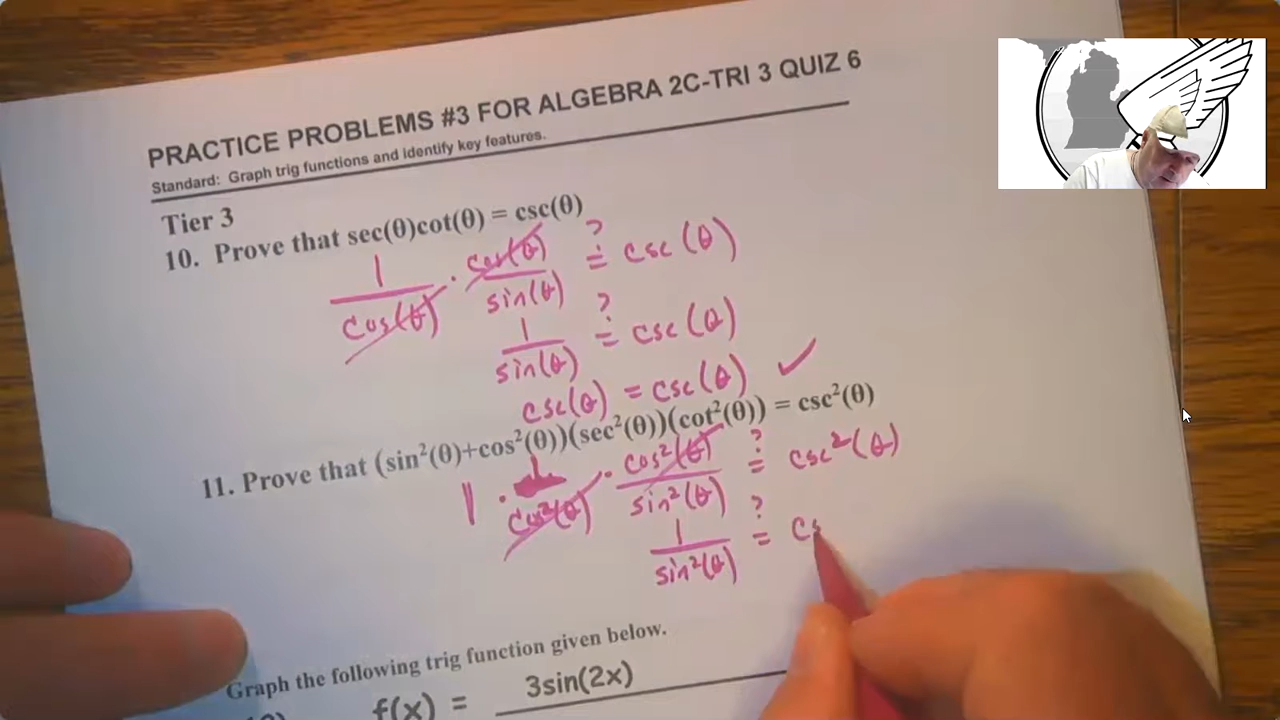 PRACTICE PROBLEMS #3 FOR ALGEBRA 2C-TRI 3 QUIZ 6
Standard: Graph trig functions and identify key features.
Tier 3
10. Prove that sec(θ)cot(θ) = csc(θ)
1/cos(θ) · cos(θ)/sin(θ) ?= csc(θ)
1/sin(θ) ?= csc(θ)
csc(θ) = csc(θ) ✓
11. Prove that (sin²(θ)+cos²(θ))(sec²(θ))(cot²(θ)) = csc²(θ)
1 · 1/cos²(θ) · cos²(θ)/sin²(θ) ?= csc²(θ)
1/sin²(θ) ?= cs
Graph the following trig function given below.
f(x) = 3sin(2x)